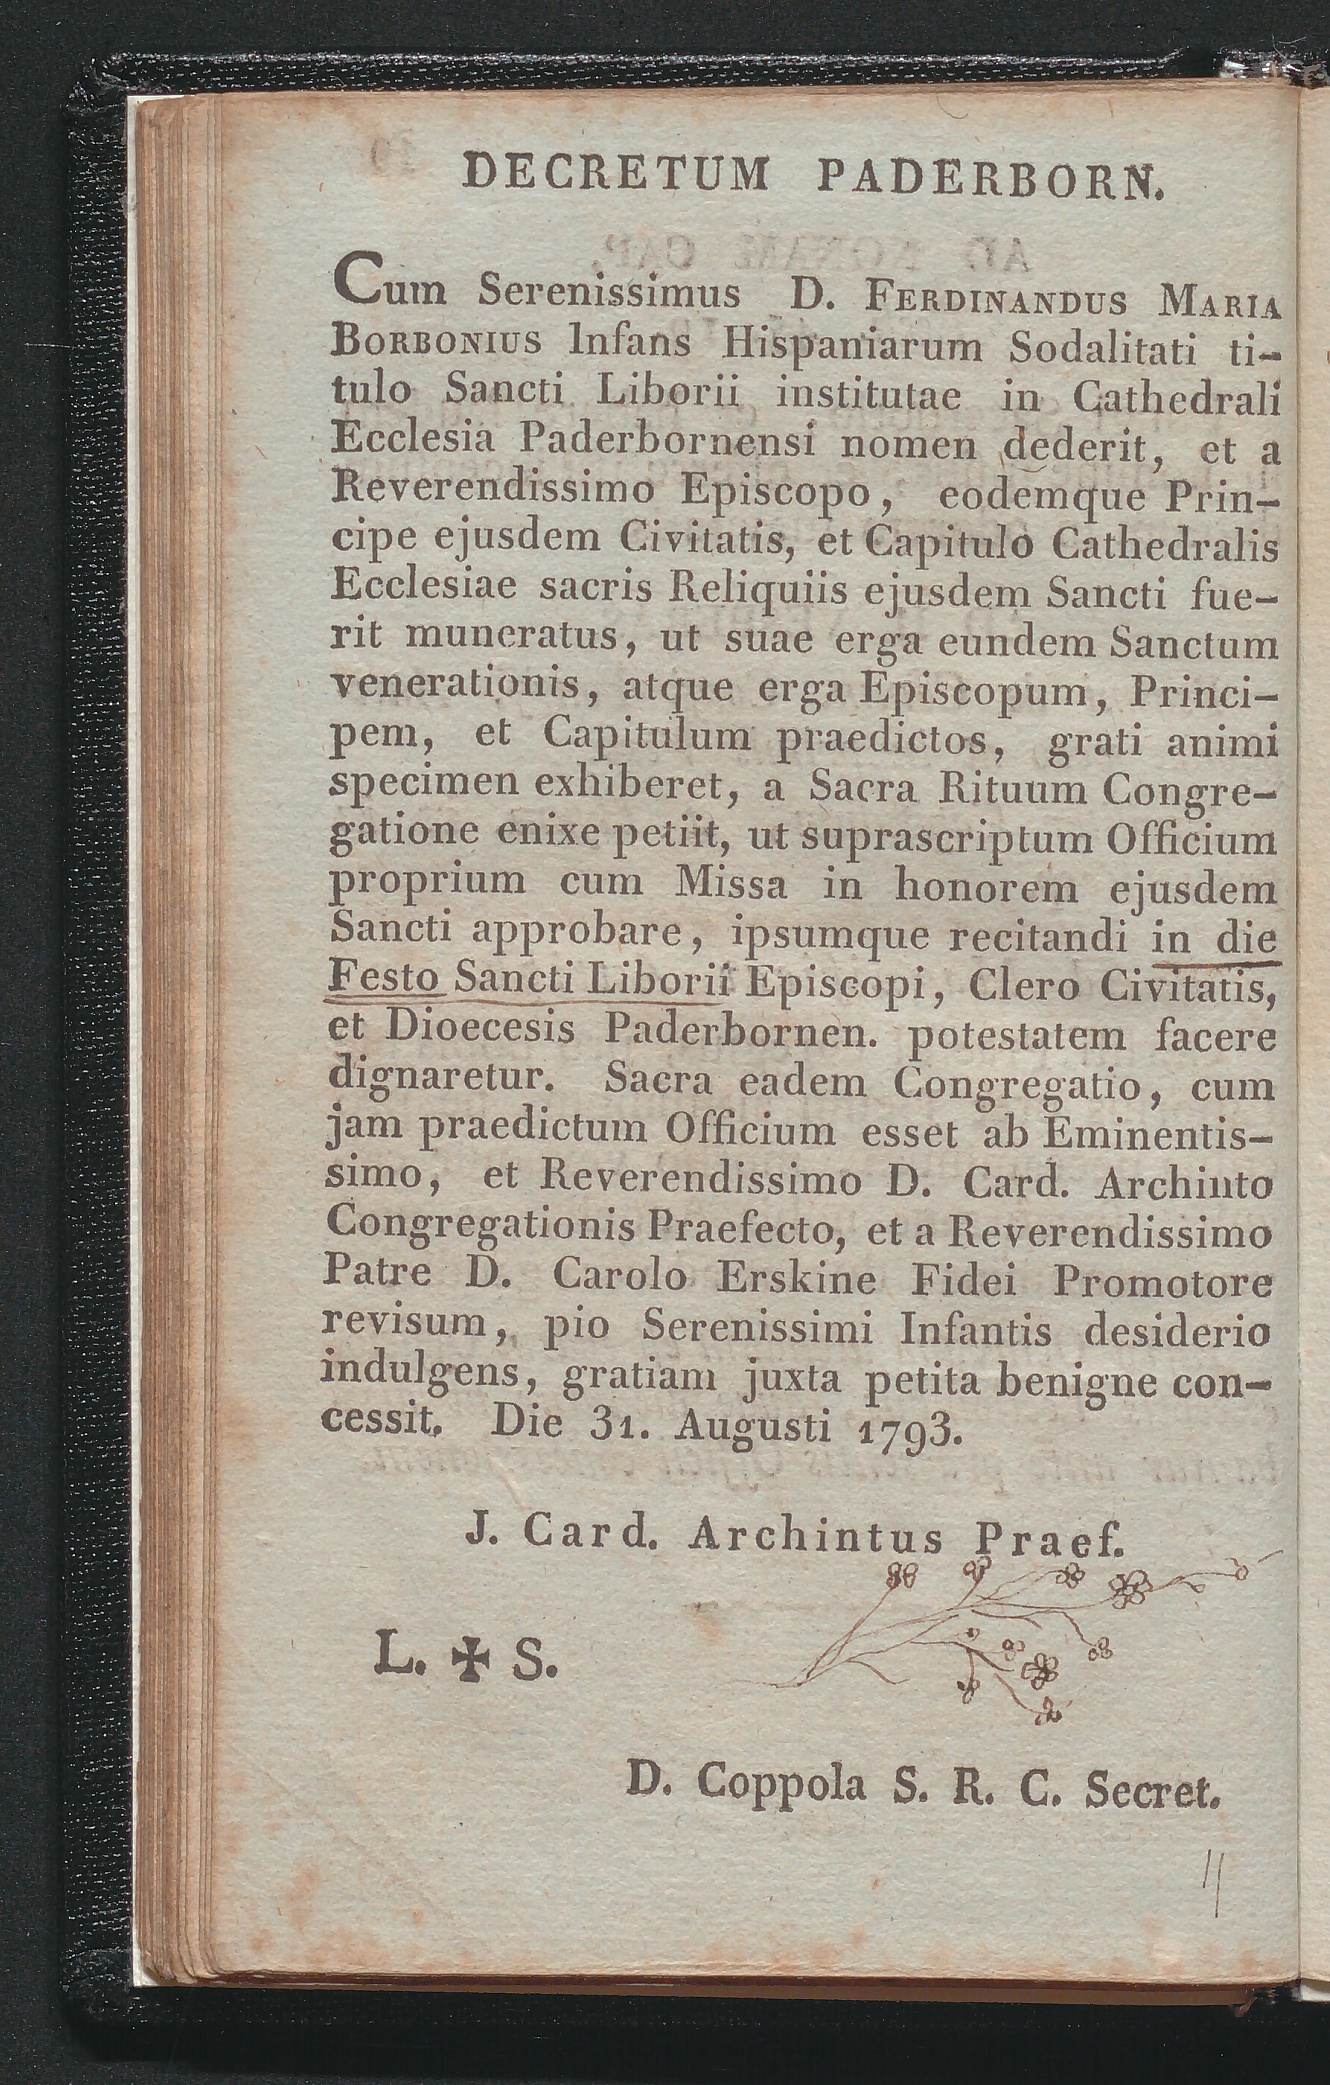 DECRETUM PADERBORN.
Cum Serenissimus D. FERDINANDUS MARIA
BORBONIUS Infans Hispaniarum Sodalitati ti-
tulo Sancti Liborii institutae in Cathedrali
Ecclesia Paderbornensi nomen dederit, et a
Reverendissimo Episcopo, eodemque Prin-
cipe ejusdem Civitatis, et Capitulo Cathedralis
Ecclesiae sacris Reliquiis ejusdem Sancti fue-
rit muneratus, ut suae erga eundem Sanctum
venerationis, atque erga Episcopum, Princi-
pem, et Capitulum praedictos, grati animi
specimen exhiberet, a Sacra Rituum Congre-
gatione enixe petiit, ut suprascriptum Officium
proprium cum Missa in honorem ejusdem
Sancti approbare, ipsumque recitandi in die
Festo Sancti Liborii Episcopi, Clero Civitatis,
et Dioecesis Paderbornen. potestatem facere
dignaretur. Sacra eadem Congregatio, cum
jam praedictum Officium esset ab Eminentis-
simo, et Reverendissimo D. Card. Archinto
Congregationis Praefecto, et a Reverendissimo
Patre D. Carolo Erskine Fidei Promotore
revisum, pio Serenissimi Infantis desiderio
indulgens, gratiam juxta petita benigne con-
cessit. Die 31. Augusti 1793.
J. Card. Archintus Praef.
L. ✠ S.
D. Coppola S. R. C. Secret.
11